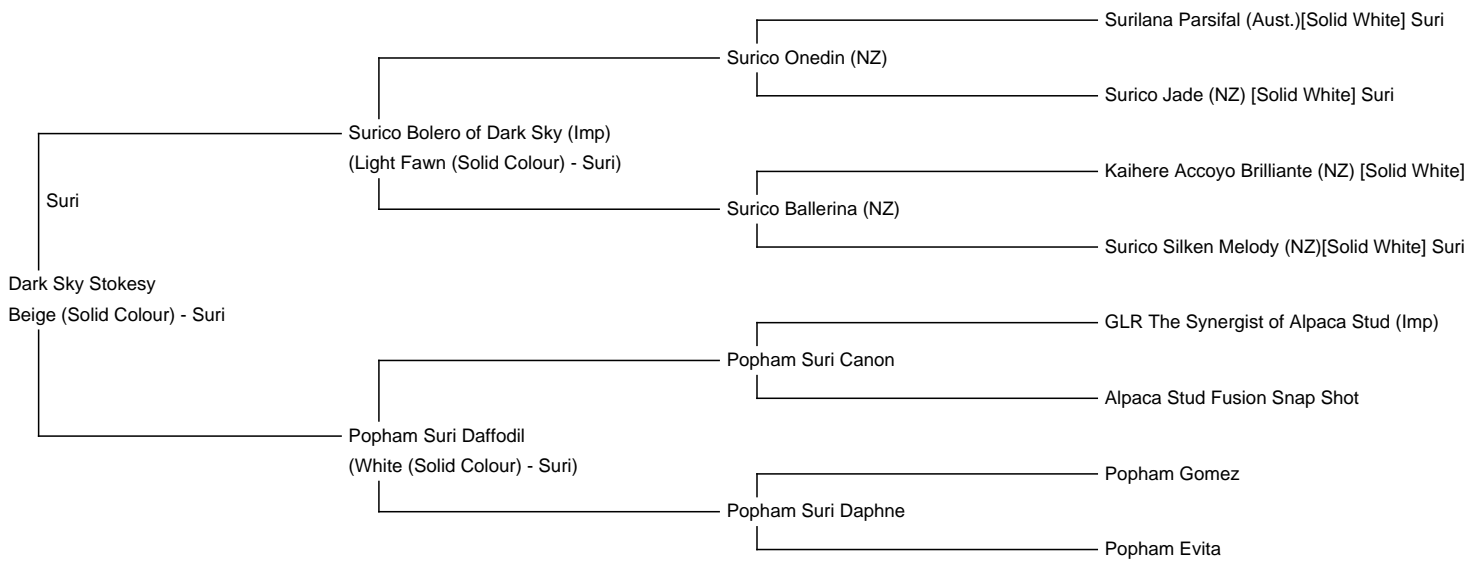 Surilana Parsifal (Aust.)[Solid White] Suri
Surico Onedin (NZ)
Surico Jade (NZ) [Solid White] Suri
Surico Bolero of Dark Sky (Imp)
(Light Fawn (Solid Colour) - Suri)
Kaihere Accoyo Brilliante (NZ) [Solid White]
Suri
Surico Ballerina (NZ)
Surico Silken Melody (NZ)[Solid White] Suri
Dark Sky Stokesy
Beige (Solid Colour) - Suri
GLR The Synergist of Alpaca Stud (Imp)
Popham Suri Canon
Alpaca Stud Fusion Snap Shot
Popham Suri Daffodil
(White (Solid Colour) - Suri)
Popham Gomez
Popham Suri Daphne
Popham Evita